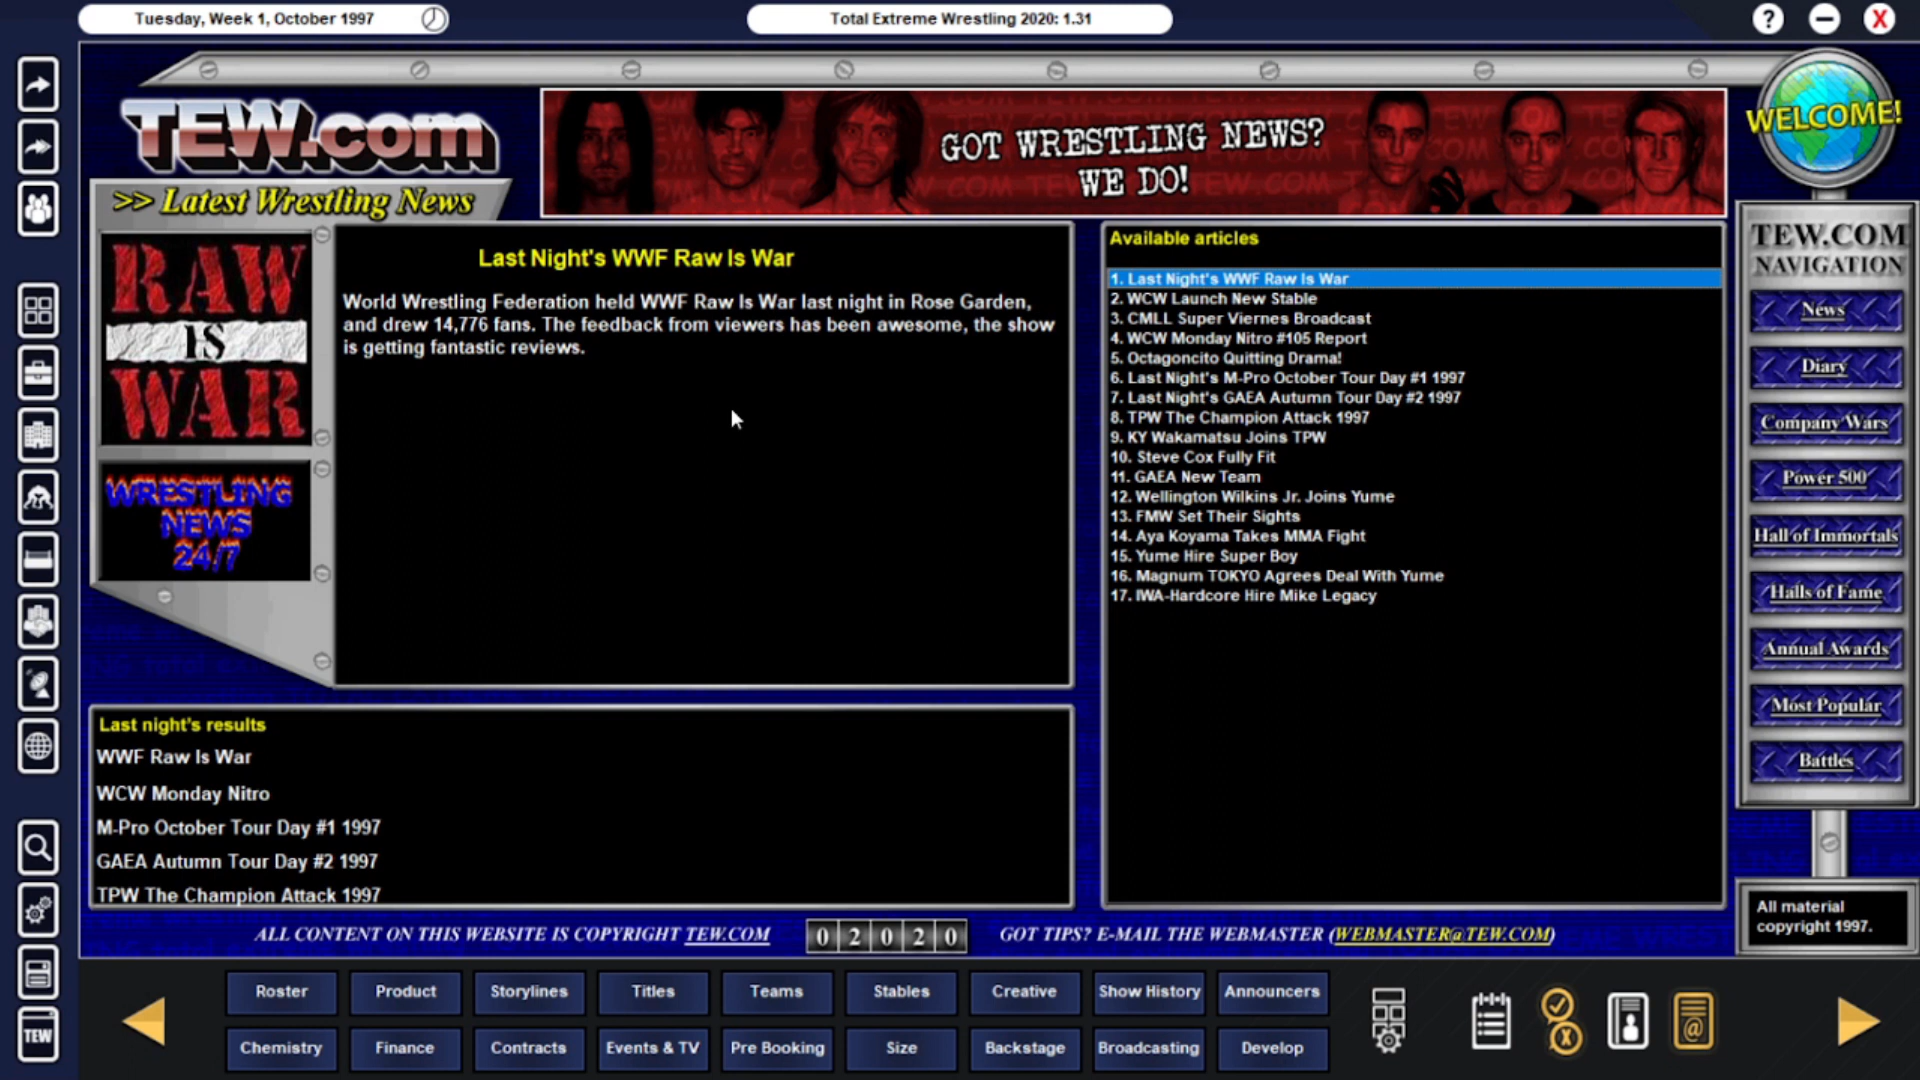 Tuesday, Week 1, October 1997
Total Extreme Wrestling 2020: 1.31
?
X
TEW.com
>> Latest Wrestling News
GOT WRESTLING NEWS?
WE DO!
WELCOME!
RAW
IS
WAR
WRESTLING
NEWS
24/7
Last Night's WWF Raw Is War
World Wrestling Federation held WWF Raw Is War last night in Rose Garden,
and drew 14,776 fans. The feedback from viewers has been awesome, the show
is getting fantastic reviews.
Available articles
1. Last Night's WWF Raw Is War
2. WCW Launch New Stable
3. CMLL Super Viernes Broadcast
4. WCW Monday Nitro #105 Report
5. Octagoncito Quitting Drama!
6. Last Night's M-Pro October Tour Day #1 1997
7. Last Night's GAEA Autumn Tour Day #2 1997
8. TPW The Champion Attack 1997
9. KY Wakamatsu Joins TPW
10. Steve Cox Fully Fit
11. GAEA New Team
12. Wellington Wilkins Jr. Joins Yume
13. FMW Set Their Sights
14. Aya Koyama Takes MMA Fight
15. Yume Hire Super Boy
16. Magnum TOKYO Agrees Deal With Yume
17. IWA-Hardcore Hire Mike Legacy
TEW.COM
NAVIGATION
News
Diary
Company Wars
Power 500
Hall of Immortals
Halls of Fame
Annual Awards
Most Popular
Battles
All material
copyright 1997.
Last night's results
WWF Raw Is War
WCW Monday Nitro
M-Pro October Tour Day #1 1997
GAEA Autumn Tour Day #2 1997
TPW The Champion Attack 1997
ALL CONTENT ON THIS WEBSITE IS COPYRIGHT TEW.COM
0 2 0 2 0
GOT TIPS? E-MAIL THE WEBMASTER (WEBMASTER@TEW.COM)
TEW
Roster
Product
Storylines
Titles
Teams
Stables
Creative
Show History
Announcers
Chemistry
Finance
Contracts
Events & TV
Pre Booking
Size
Backstage
Broadcasting
Develop
@